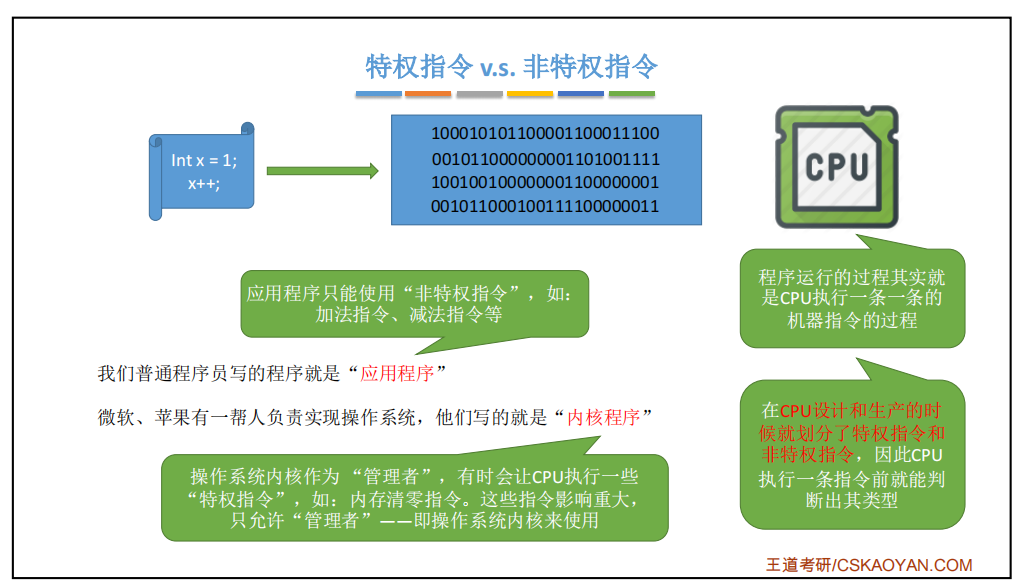 特权指令 v.s. 非特权指令
Int x = 1;
x++;
100010101100001100011100
001011000000001101001111
100100100000001100000001
001011000100111100000011
CPU
程序运行的过程其实就
是CPU执行一条一条的
机器指令的过程
应用程序只能使用“非特权指令”，如：
加法指令、减法指令等
我们普通程序员写的程序就是“应用程序”
微软、苹果有一帮人负责实现操作系统，他们写的就是“内核程序”
在CPU设计和生产的时
候就划分了特权指令和
非特权指令，因此CPU
执行一条指令前就能判
断出其类型
操作系统内核作为 “管理者”，有时会让CPU执行一些
“特权指令”，如：内存清零指令。这些指令影响重大，
只允许“管理者”——即操作系统内核来使用
王道考研/CSKAOYAN.COM